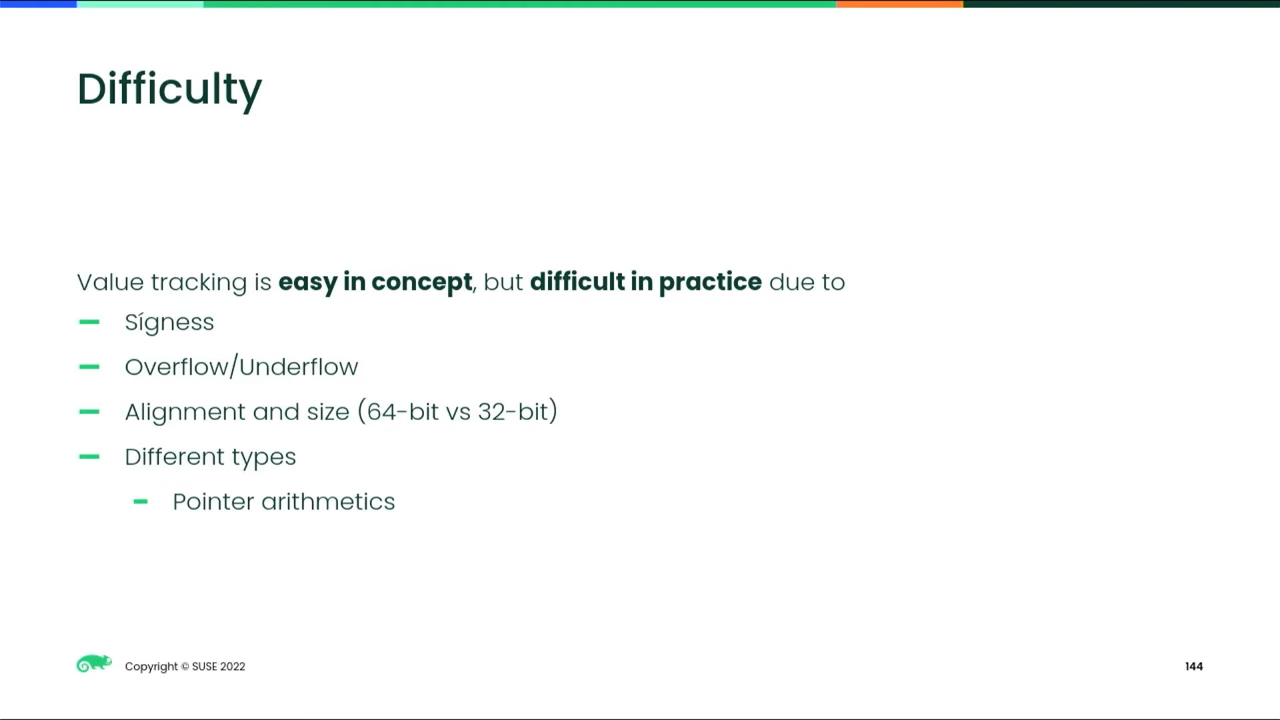 Difficulty
Value tracking is easy in concept, but difficult in practice due to
Sígness
Overflow/Underflow
Alignment and size (64-bit vs 32-bit)
Different types
Pointer arithmetics
Copyright © SUSE 2022
144